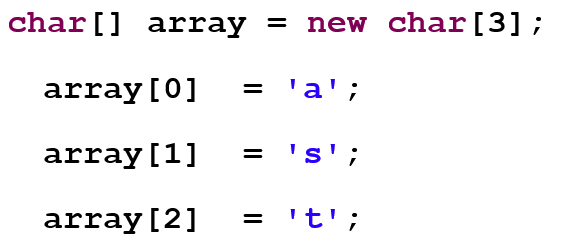 char[] array = new char[3];
array[0] = 'a';
array[1] = 's';
array[2] = 't';